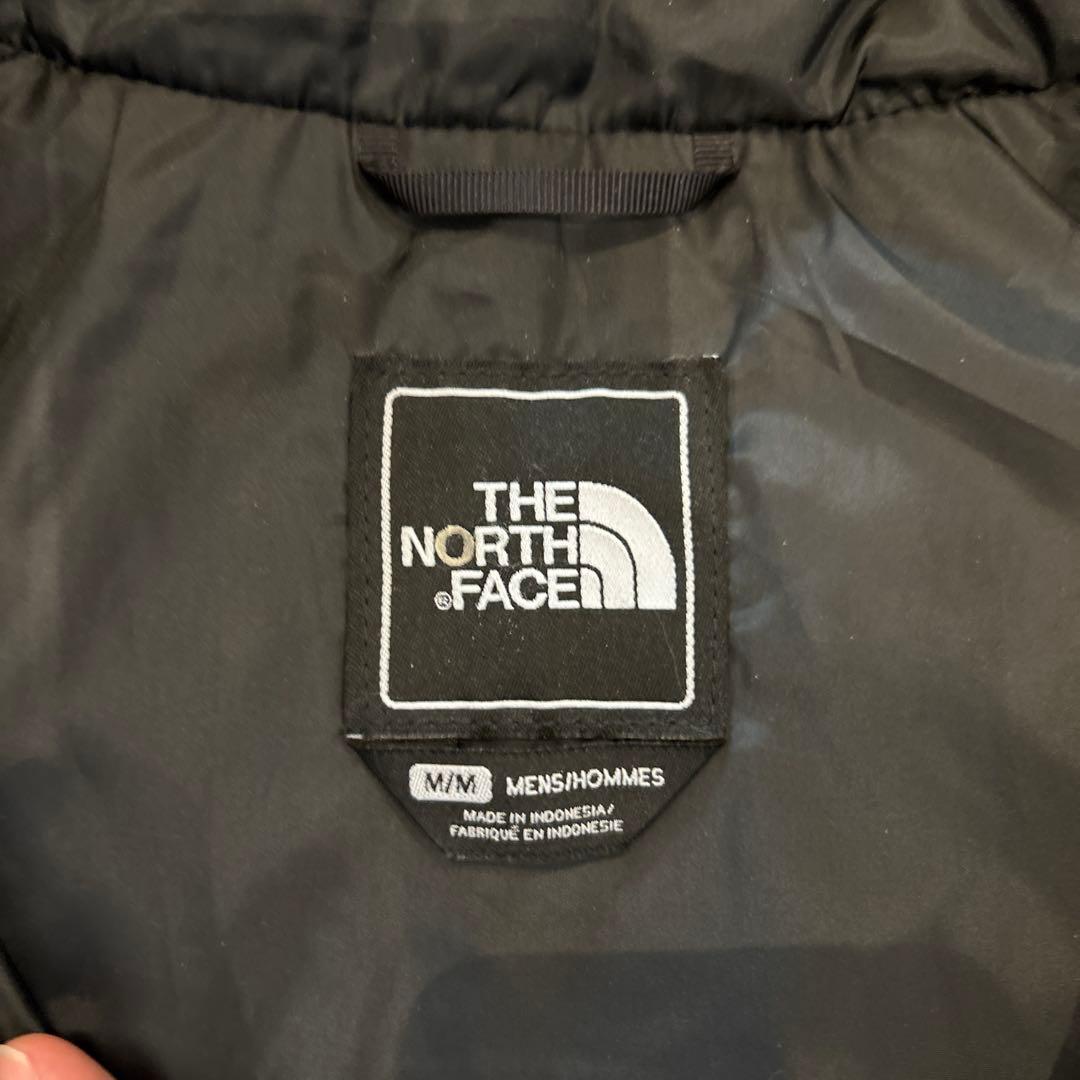 THE
NORTH
®FACE
M/M MENS/HOMMES
MADE IN INDONESIA/
FABRIQUÉ EN INDONESIE